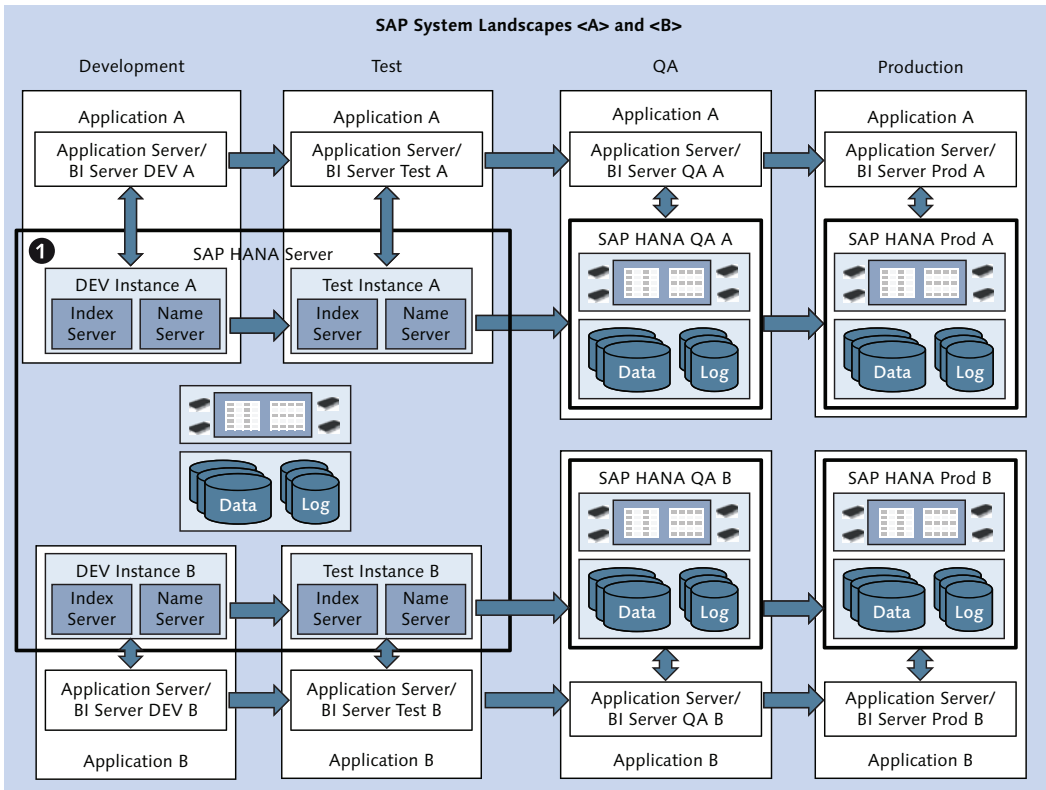 SAP System Landscapes <A> and <B>
Development
Test
QA
Production
Application A
Application A
Application A
Application A
Application Server/
BI Server DEV A
Application Server/
BI Server Test A
Application Server/
BI Server QA A
Application Server/
BI Server Prod A
1
SAP HANA Server
SAP HANA QA A
SAP HANA Prod A
DEV Instance A
Index
Server
Name
Server
Test Instance A
Index
Server
Name
Server
Data
Log
Data
Log
Data
Log
SAP HANA QA B
SAP HANA Prod B
DEV Instance B
Index
Server
Name
Server
Test Instance B
Index
Server
Name
Server
Data
Log
Data
Log
Application Server/
BI Server DEV B
Application Server/
BI Server Test B
Application Server/
BI Server QA B
Application Server/
BI Server Prod B
Application B
Application B
Application B
Application B